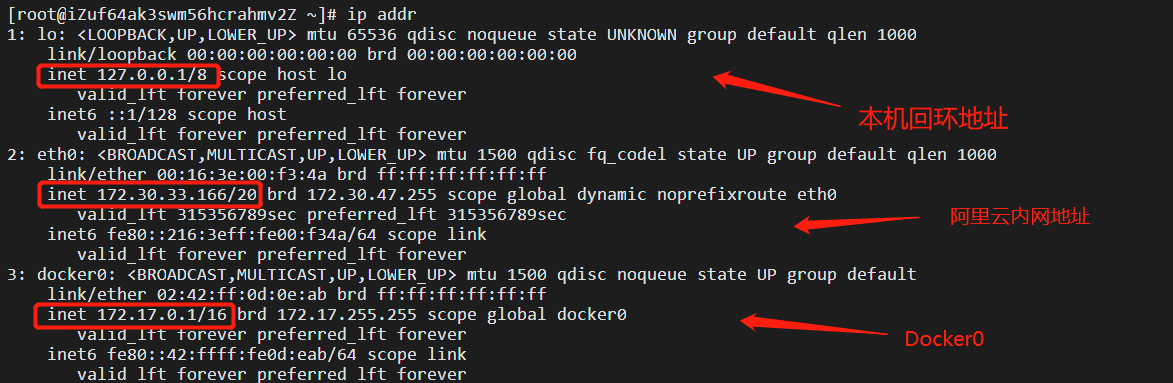 [root@iZuf64ak3swm56hcrahmv2Z ~]# ip addr
1: lo: <LOOPBACK,UP,LOWER_UP> mtu 65536 qdisc noqueue state UNKNOWN group default qlen 1000
link/loopback 00:00:00:00:00:00 brd 00:00:00:00:00:00
inet 127.0.0.1/8 scope host lo
valid_lft forever preferred_lft forever
本机回环地址
inet6 ::1/128 scope host
valid_lft forever preferred_lft forever
2: eth0: <BROADCAST,MULTICAST,UP,LOWER_UP> mtu 1500 qdisc fq_codel state UP group default qlen 1000
link/ether 00:16:3e:00:f3:4a brd ff:ff:ff:ff:ff:ff
inet 172.30.33.166/20 brd 172.30.47.255 scope global dynamic noprefixroute eth0
valid_lft 315356789sec preferred_lft 315356789sec
阿里云内网地址
inet6 fe80::216:3eff:fe00:f34a/64 scope link
valid_lft forever preferred_lft forever
3: docker0: <BROADCAST,MULTICAST,UP,LOWER_UP> mtu 1500 qdisc noqueue state UP group default
link/ether 02:42:ff:0d:0e:ab brd ff:ff:ff:ff:ff:ff
inet 172.17.0.1/16 brd 172.17.255.255 scope global docker0
valid_lft forever preferred_lft forever
Docker0
inet6 fe80::42:ffff:fe0d:eab/64 scope link
valid_lft forever preferred_lft forever